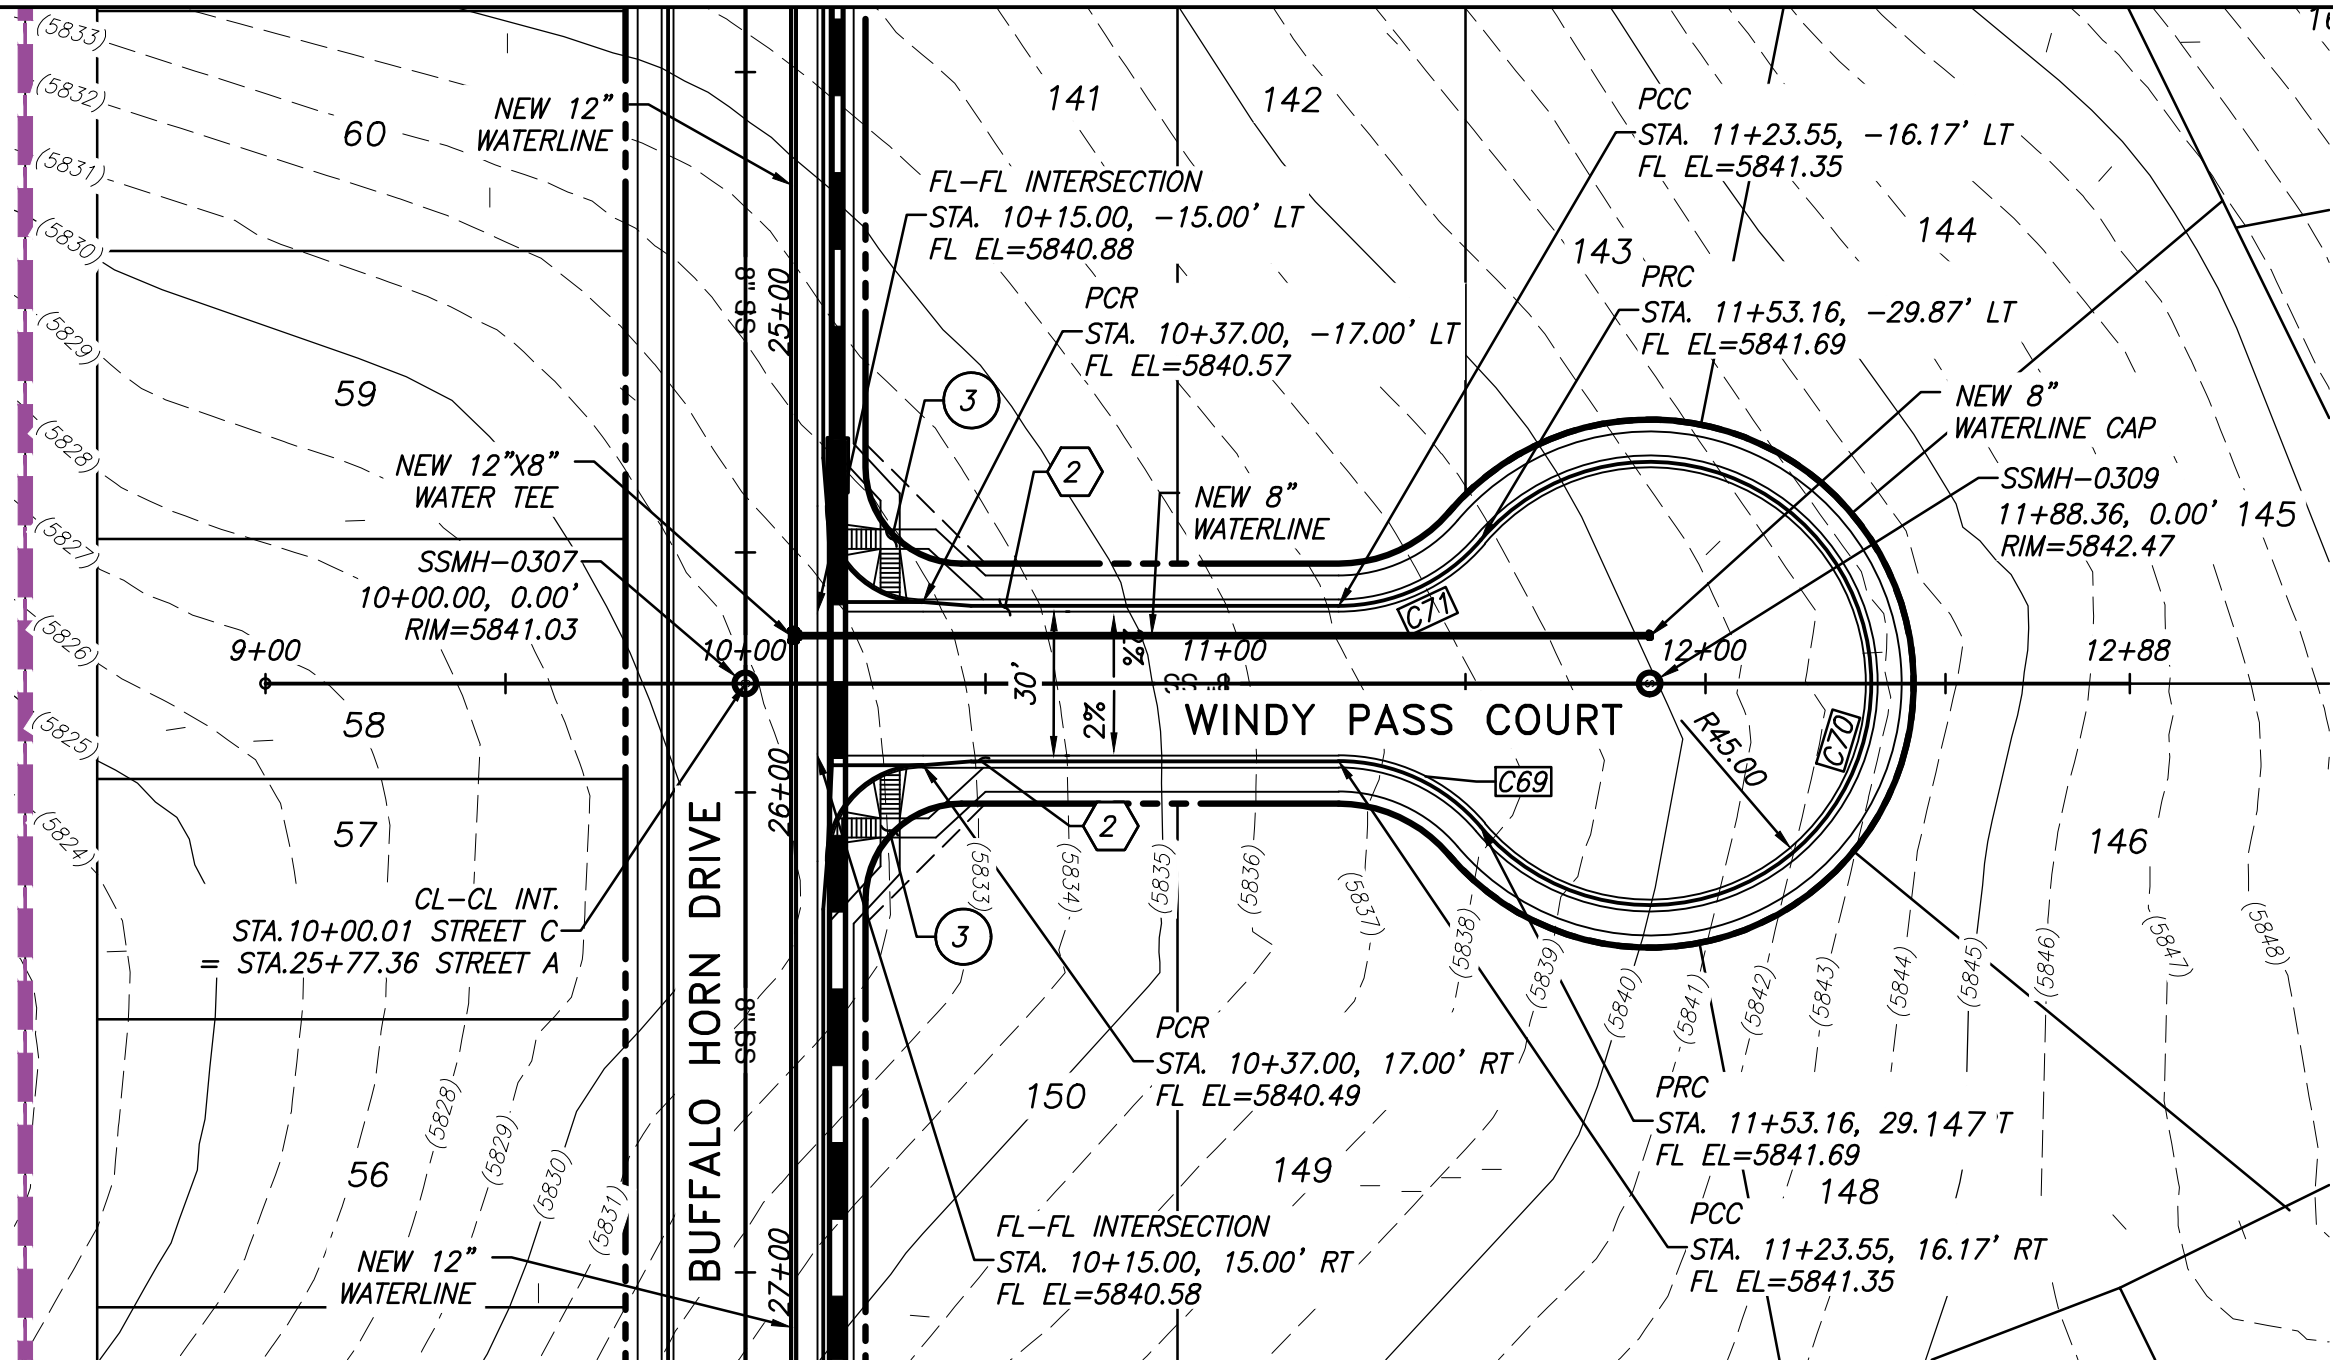 (5833)
(5832)
(5831)
(5830)
(5829)
(5828)
(5827)
(5826)
(5825)
(5824)
60
59
58
57
56
NEW 12"
WATERLINE
NEW 12"X8"
WATER TEE
SSMH-0307
10+00.00, 0.00'
RIM=5841.03
9+00
10+00
11+00
12+00
12+88
CL-CL INT.
STA.10+00.01 STREET C
= STA.25+77.36 STREET A
NEW 12"
WATERLINE
(5828)
(5829)
(5830)
(5831)
8" SS
25+00
26+00
27+00
8" SS
BUFFALO HORN DRIVE
141
142
143
144
145
146
148
149
150
FL-FL INTERSECTION
STA. 10+15.00, -15.00' LT
FL EL=5840.88
PCR
STA. 10+37.00, -17.00' LT
FL EL=5840.57
PCC
STA. 11+23.55, -16.17' LT
FL EL=5841.35
PRC
STA. 11+53.16, -29.87' LT
FL EL=5841.69
NEW 8"
WATERLINE CAP
SSMH-0309
11+88.36, 0.00'
RIM=5842.47
3
2
NEW 8"
WATERLINE
C71
30'
2%
2%
WINDY PASS COURT
R45.00
C70
C69
2
3
(5833)
(5834)
(5835)
(5836)
(5837)
(5838)
(5839)
(5840)
(5841)
(5842)
(5843)
(5844)
(5845)
(5846)
(5847)
(5848)
PCR
STA. 10+37.00, 17.00' RT
FL EL=5840.49
PRC
STA. 11+53.16, 29.147 T
FL EL=5841.69
PCC
STA. 11+23.55, 16.17' RT
FL EL=5841.35
FL-FL INTERSECTION
STA. 10+15.00, 15.00' RT
FL EL=5840.58